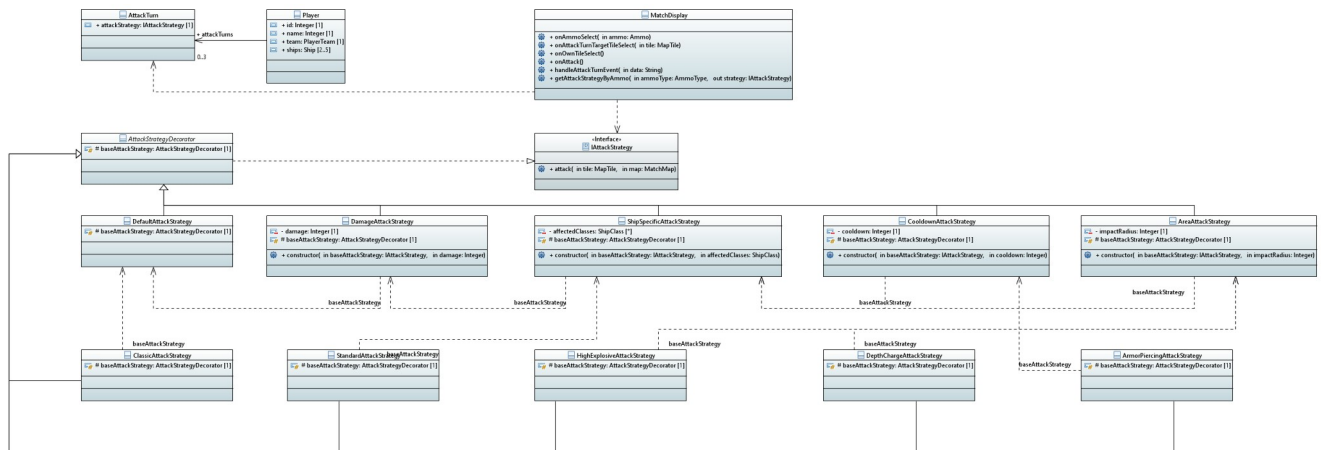 AttackTurn
+ attackStrategy: IAttackStrategy [1]
Player
+ id: Integer [1]
+ name: Integer [1]
+ team: PlayerTeam [1]
+ ships: Ship [2..5]
+ attackTurns
0..1
MatchDisplay
+ onAmmoSelect( in ammo: Ammo)
+ onAttackTurnTargetTileSelect( in tile: MapTile)
+ onOwnTileSelect()
+ onAttack()
+ handleAttackTurnEvent( in data: String)
+ getAttackStrategyByAmmo( in ammoType: AmmoType, out strategy: IAttackStrategy)
AttackStrategyDecorator
# baseAttackStrategy: AttackStrategyDecorator [1]
«Interface»
IAttackStrategy
+ attack( in tile: MapTile, in map: MatchMap)
DefaultAttackStrategy
# baseAttackStrategy: AttackStrategyDecorator [1]
DamageAttackStrategy
- damage: Integer [1]
# baseAttackStrategy: AttackStrategyDecorator [1]
+ constructor( in baseAttackStrategy: IAttackStrategy, in damage: Integer)
ShipSpecificAttackStrategy
- affectedClasses: ShipClass [*]
# baseAttackStrategy: AttackStrategyDecorator [1]
+ constructor( in baseAttackStrategy: IAttackStrategy, in affectedClasses: ShipClass)
CooldownAttackStrategy
- cooldown: Integer [1]
# baseAttackStrategy: AttackStrategyDecorator [1]
+ constructor( in baseAttackStrategy: IAttackStrategy, in cooldown: Integer)
AreaAttackStrategy
- impactRadius: Integer [1]
# baseAttackStrategy: AttackStrategyDecorator [1]
+ constructor( in baseAttackStrategy: IAttackStrategy, in impactRadius: Integer)
baseAttackStrategy
baseAttackStrategy
baseAttackStrategy
baseAttackStrategy
baseAttackStrategy
baseAttackStrategy
baseAttackStrategy
baseAttackStrategy
baseAttackStrategy
ClassicAttackStrategy
# baseAttackStrategy: AttackStrategyDecorator [1]
StandardAttackStrategy
# baseAttackStrategy: AttackStrategyDecorator [1]
HighExplosiveAttackStrategy
# baseAttackStrategy: AttackStrategyDecorator [1]
DepthChargeAttackStrategy
# baseAttackStrategy: AttackStrategyDecorator [1]
ArmorPiercingAttackStrategy
# baseAttackStrategy: AttackStrategyDecorator [1]